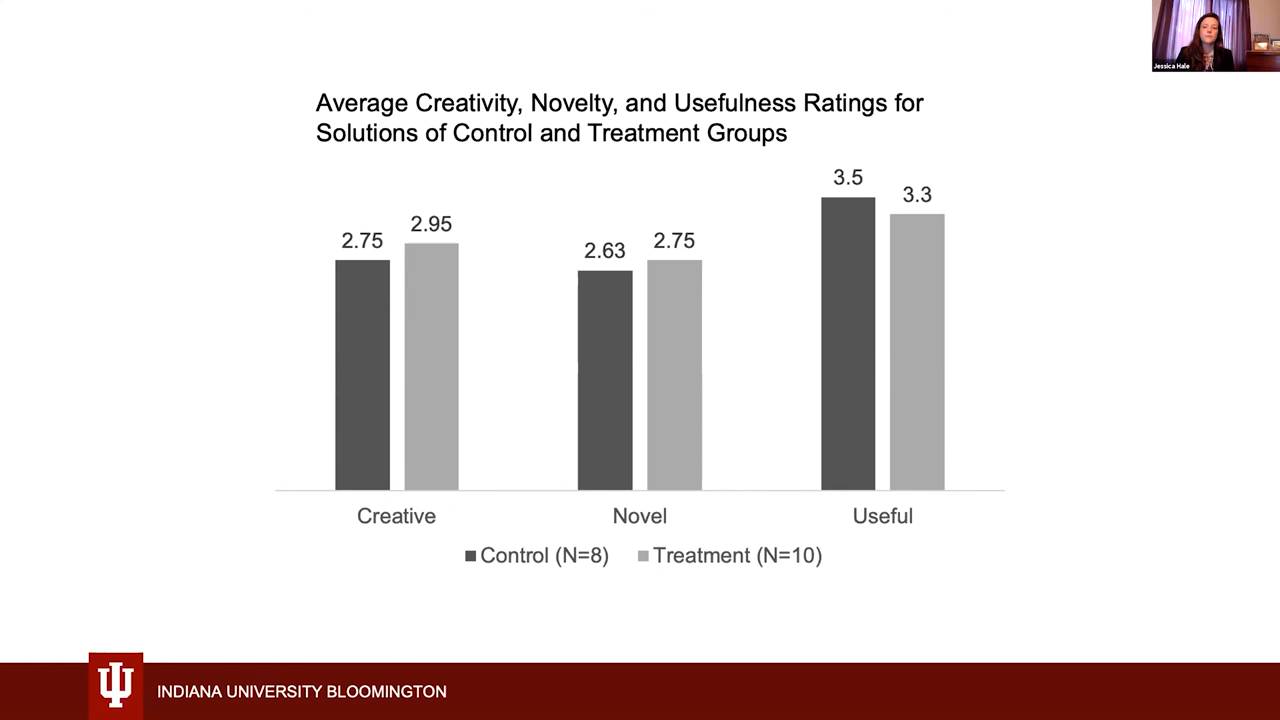 Jessica Hale
Average Creativity, Novelty, and Usefulness Ratings for
Solutions of Control and Treatment Groups
2.75
2.95
2.63
2.75
3.5
3.3
Creative
Novel
Useful
Control (N=8)
Treatment (N=10)
INDIANA UNIVERSITY BLOOMINGTON